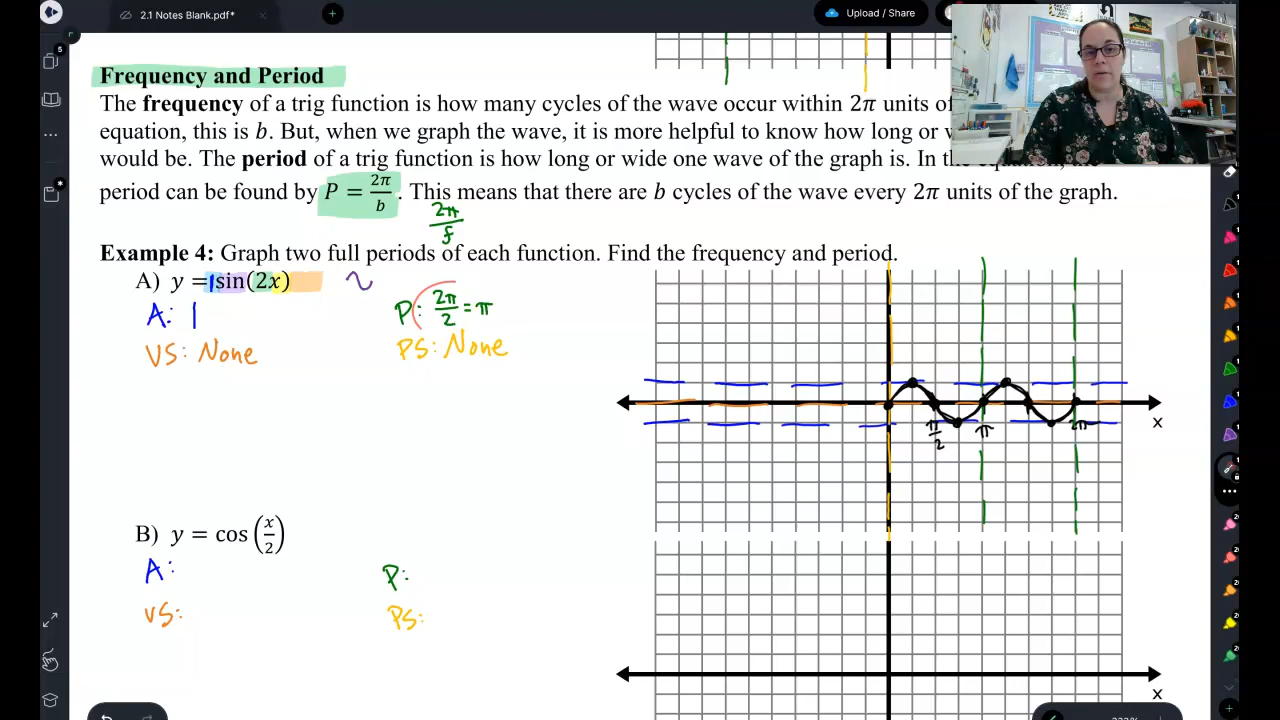 2.1 Notes Blank.pdf*
Upload / Share
5
Frequency and Period
The frequency of a trig function is how many cycles of the wave occur within 2π units of
equation, this is b. But, when we graph the wave, it is more helpful to know how long or
would be. The period of a trig function is how long or wide one wave of the graph is. In the equation, the
period can be found by P = 2π/b. This means that there are b cycles of the wave every 2π units of the graph.
2π/f
Example 4: Graph two full periods of each function. Find the frequency and period.
A) y = 1sin(2x)
A: 1
P: 2π/2 = π
VS: None
PS: None
π/2 π 2π
x
B) y = cos(x/2)
A:
P:
VS:
PS:
x